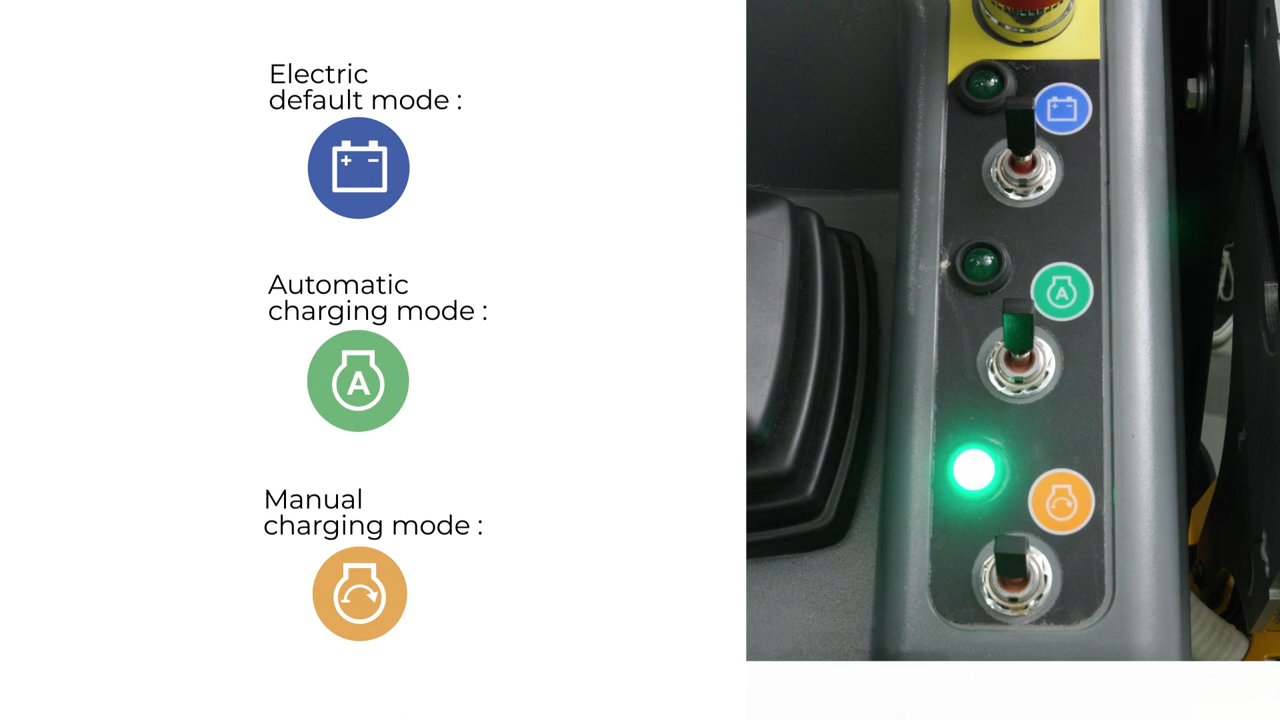 Electric
default mode :
+ -
Automatic
charging mode :
A
Manual
charging mode :
+ -
A